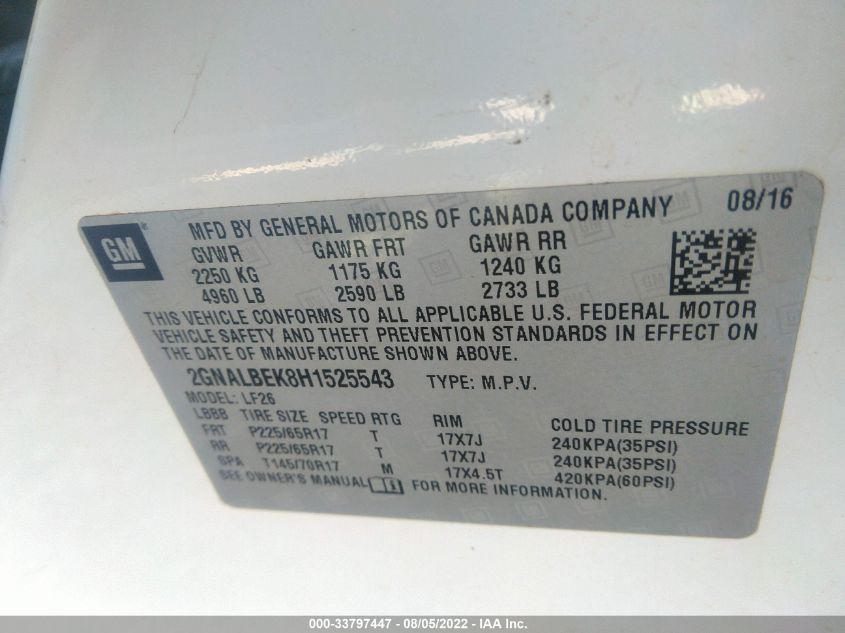 GM
MFD BY GENERAL MOTORS OF CANADA COMPANY 08/16
GVWR GAWR FRT GAWR RR
2250 KG 1175 KG 1240 KG
4960 LB 2590 LB 2733 LB
THIS VEHICLE CONFORMS TO ALL APPLICABLE U.S. FEDERAL MOTOR
VEHICLE SAFETY AND THEFT PREVENTION STANDARDS IN EFFECT ON
THE DATE OF MANUFACTURE SHOWN ABOVE.
2GNALBEK8H1525543 TYPE: M.P.V.
MODEL: LF26
LBBB TIRE SIZE SPEED RTG RIM COLD TIRE PRESSURE
FRT P225/65R17 T 17X7J 240KPA(35PSI)
RR P225/65R17 T 17X7J 240KPA(35PSI)
SPA T145/70R17 M 17X4.5T 420KPA(60PSI)
SEE OWNER'S MANUAL FOR MORE INFORMATION.
000-33797447 - 08/05/2022 - IAA Inc.